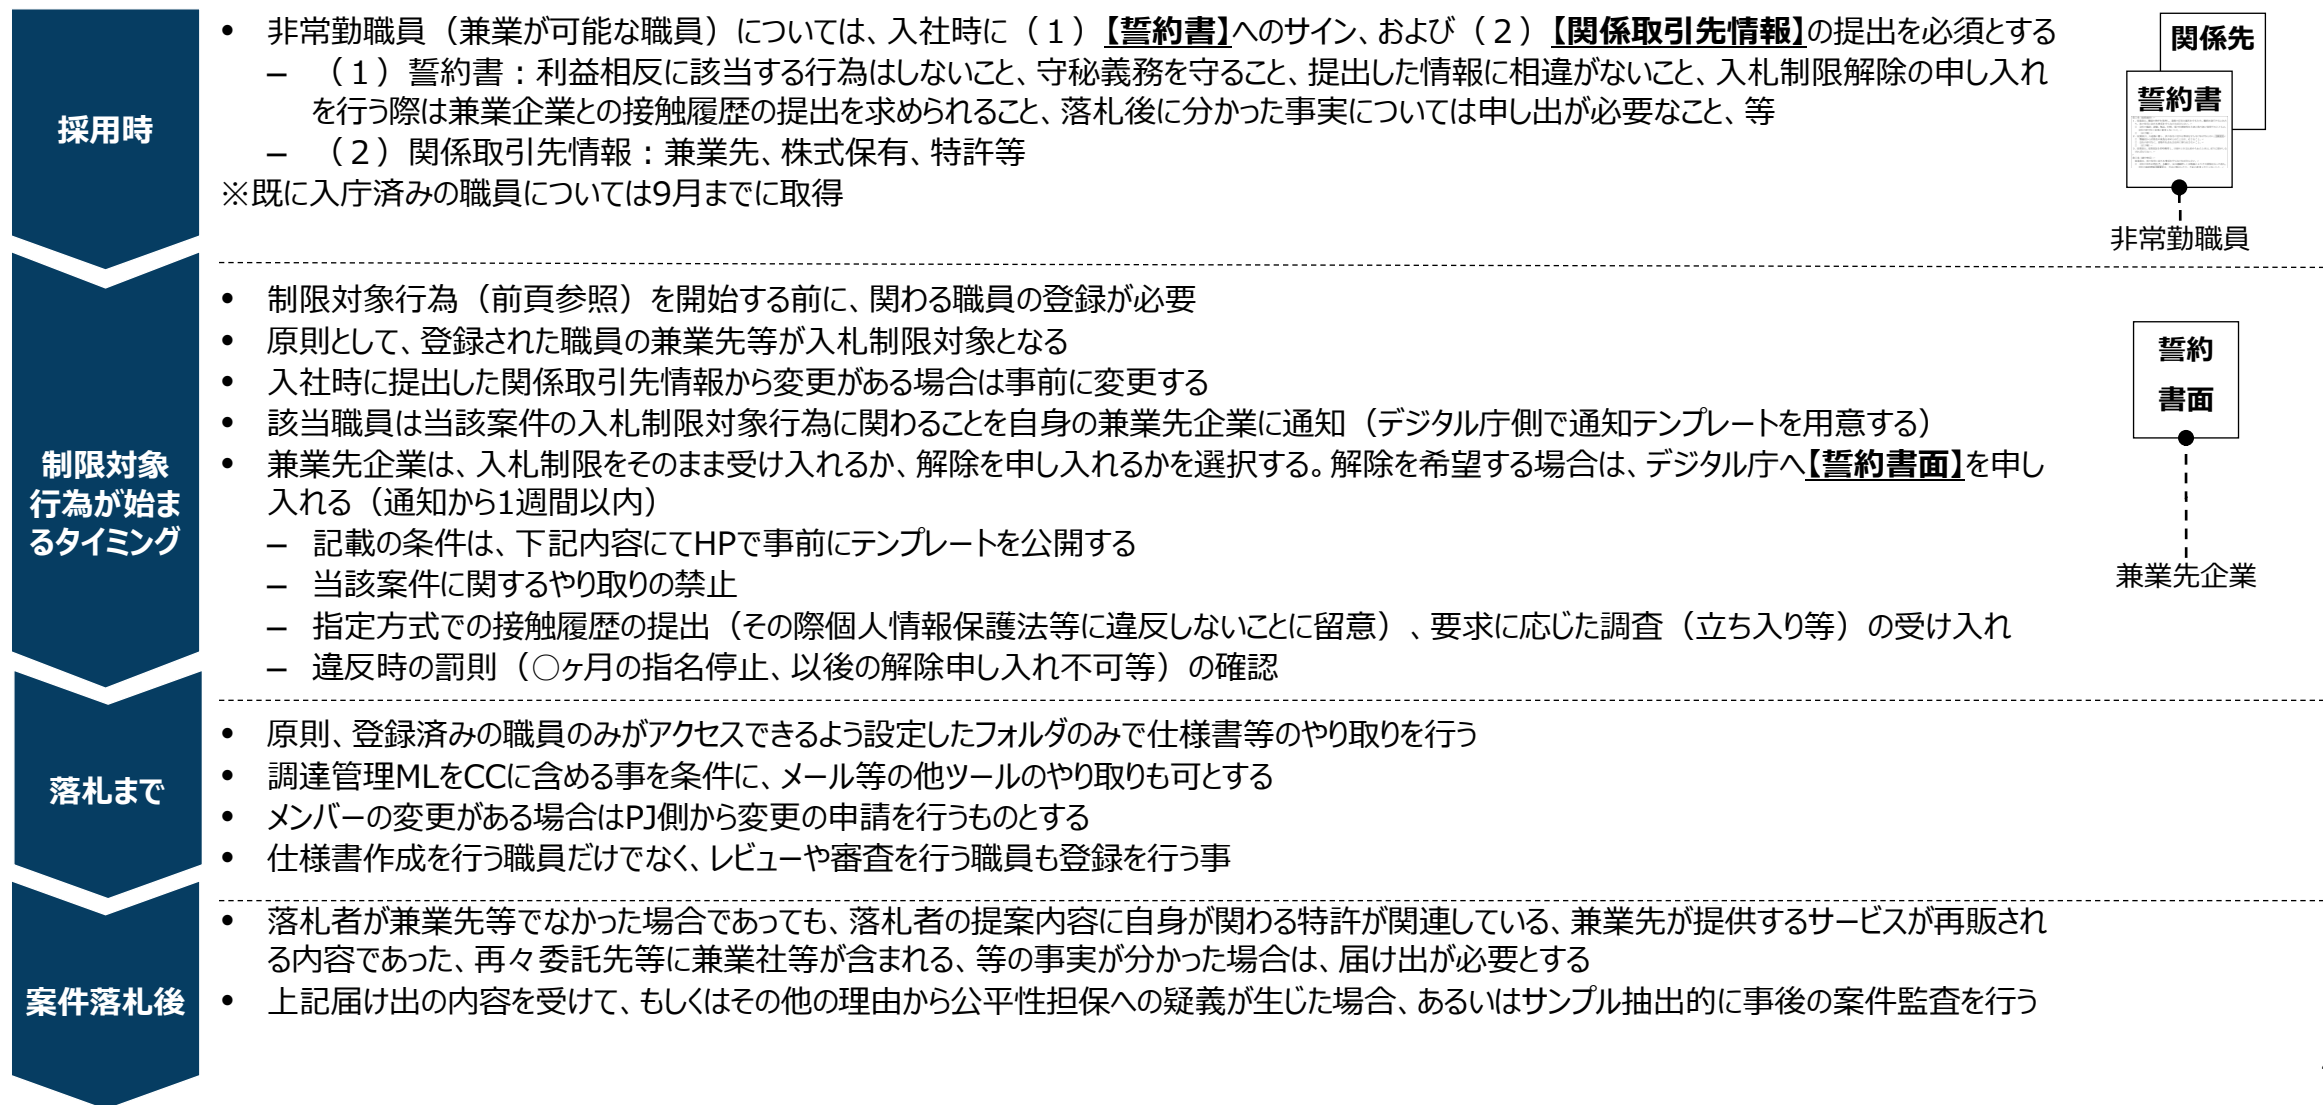 採用時
• 非常勤職員（兼業が可能な職員）については、入社時に（１）【誓約書】へのサイン、および（２）【関係取引先情報】の提出を必須とする
– （１）誓約書：利益相反に該当する行為はしないこと、守秘義務を守ること、提出した情報に相違がないこと、入札制限解除の申し入れ
を行う際は兼業企業との接触履歴の提出を求められること、落札後に分かった事実については申し出が必要なこと、等
– （２）関係取引先情報：兼業先、株式保有、特許等
※既に入庁済みの職員については9月までに取得
関係先
誓約書
非常勤職員
制限対象
行為が始ま
るタイミング
• 制限対象行為（前頁参照）を開始する前に、関わる職員の登録が必要
• 原則として、登録された職員の兼業先等が入札制限対象となる
• 入社時に提出した関係取引先情報から変更がある場合は事前に変更する
• 該当職員は当該案件の入札制限対象行為に関わることを自身の兼業先企業に通知（デジタル庁側で通知テンプレートを用意する）
• 兼業先企業は、入札制限をそのまま受け入れるか、解除を申し入れるかを選択する。解除を希望する場合は、デジタル庁へ【誓約書面】を申し
入れる（通知から1週間以内）
– 記載の条件は、下記内容にてHPで事前にテンプレートを公開する
– 当該案件に関するやり取りの禁止
– 指定方式での接触履歴の提出（その際個人情報保護法等に違反しないことに留意）、要求に応じた調査（立ち入り等）の受け入れ
– 違反時の罰則（○ヶ月の指名停止、以後の解除申し入れ不可等）の確認
誓約
書面
兼業先企業
落札まで
• 原則、登録済みの職員のみがアクセスできるよう設定したフォルダのみで仕様書等のやり取りを行う
• 調達管理MLをCCに含める事を条件に、メール等の他ツールのやり取りも可とする
• メンバーの変更がある場合はPJ側から変更の申請を行うものとする
• 仕様書作成を行う職員だけでなく、レビューや審査を行う職員も登録を行う事
案件落札後
• 落札者が兼業先等でなかった場合であっても、落札者の提案内容に自身が関わる特許が関連している、兼業先が提供するサービスが再販され
る内容であった、再々委託先等に兼業社等が含まれる、等の事実が分かった場合は、届け出が必要とする
• 上記届け出の内容を受けて、もしくはその他の理由から公平性担保への疑義が生じた場合、あるいはサンプル抽出的に事後の案件監査を行う